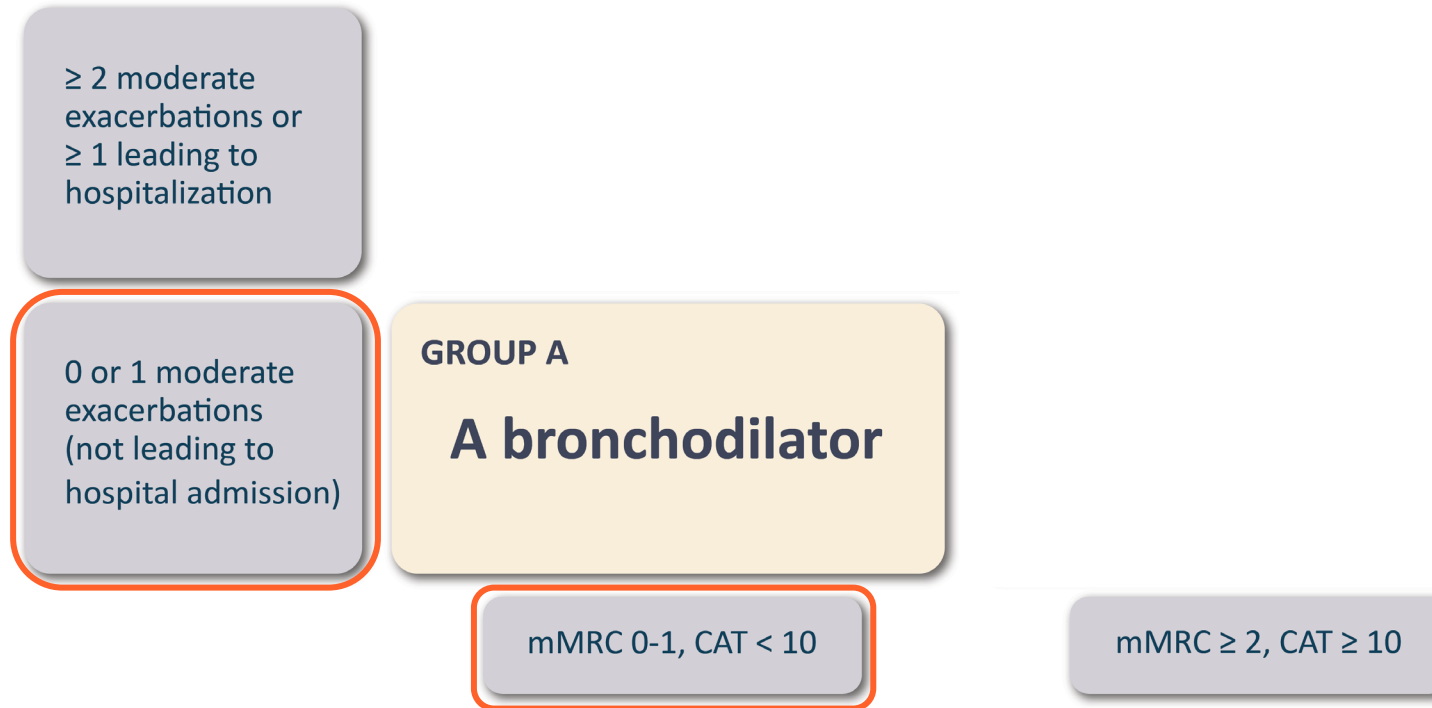 ≥ 2 moderate
exacerbations or
≥ 1 leading to
hospitalization
0 or 1 moderate
exacerbations
(not leading to
hospital admission)
GROUP A
A bronchodilator
mMRC 0-1, CAT < 10
mMRC ≥ 2, CAT ≥ 10